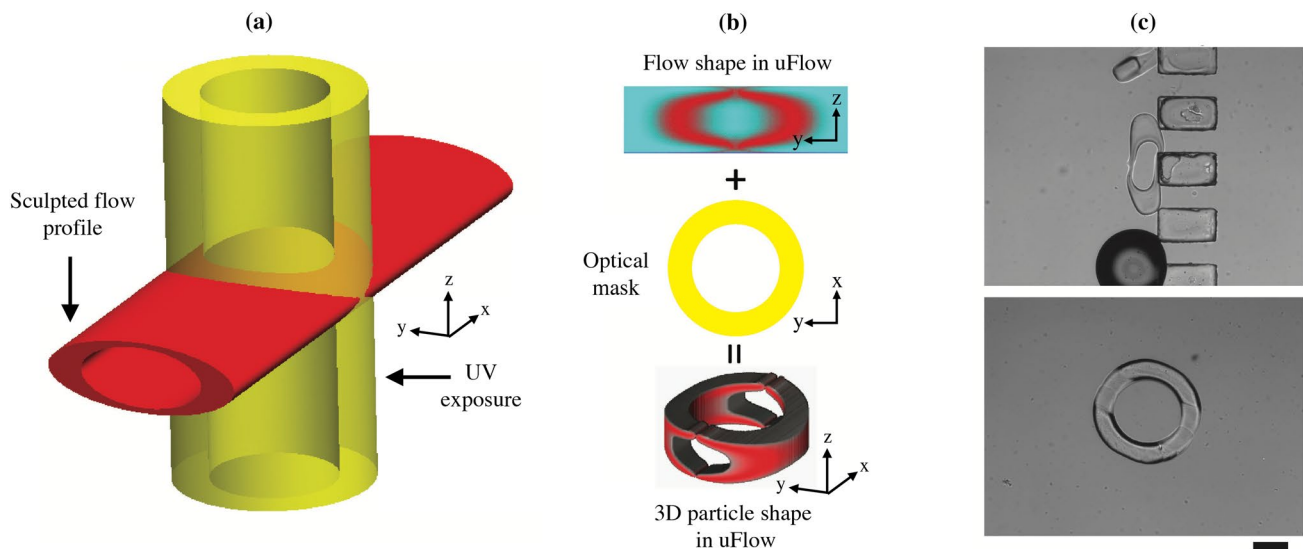 (a)
(b)
(c)
Sculpted flow
profile
z
x
y
UV
exposure
Flow shape in uFlow
z
y
+
Optical
mask
x
y
=
z
x
y
3D particle shape
in uFlow